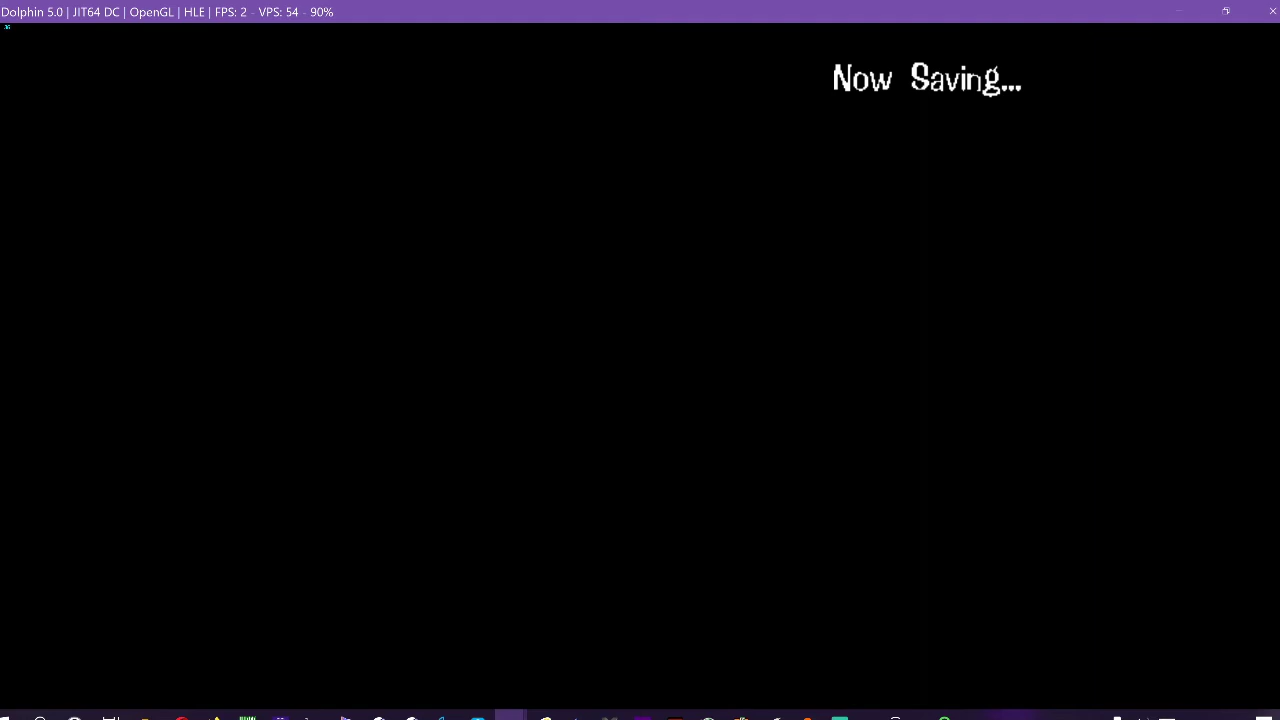 Dolphin 5.0 | JIT64 DC | OpenGL | HLE | FPS: 2 - VPS: 54 - 90%
Now Saving...